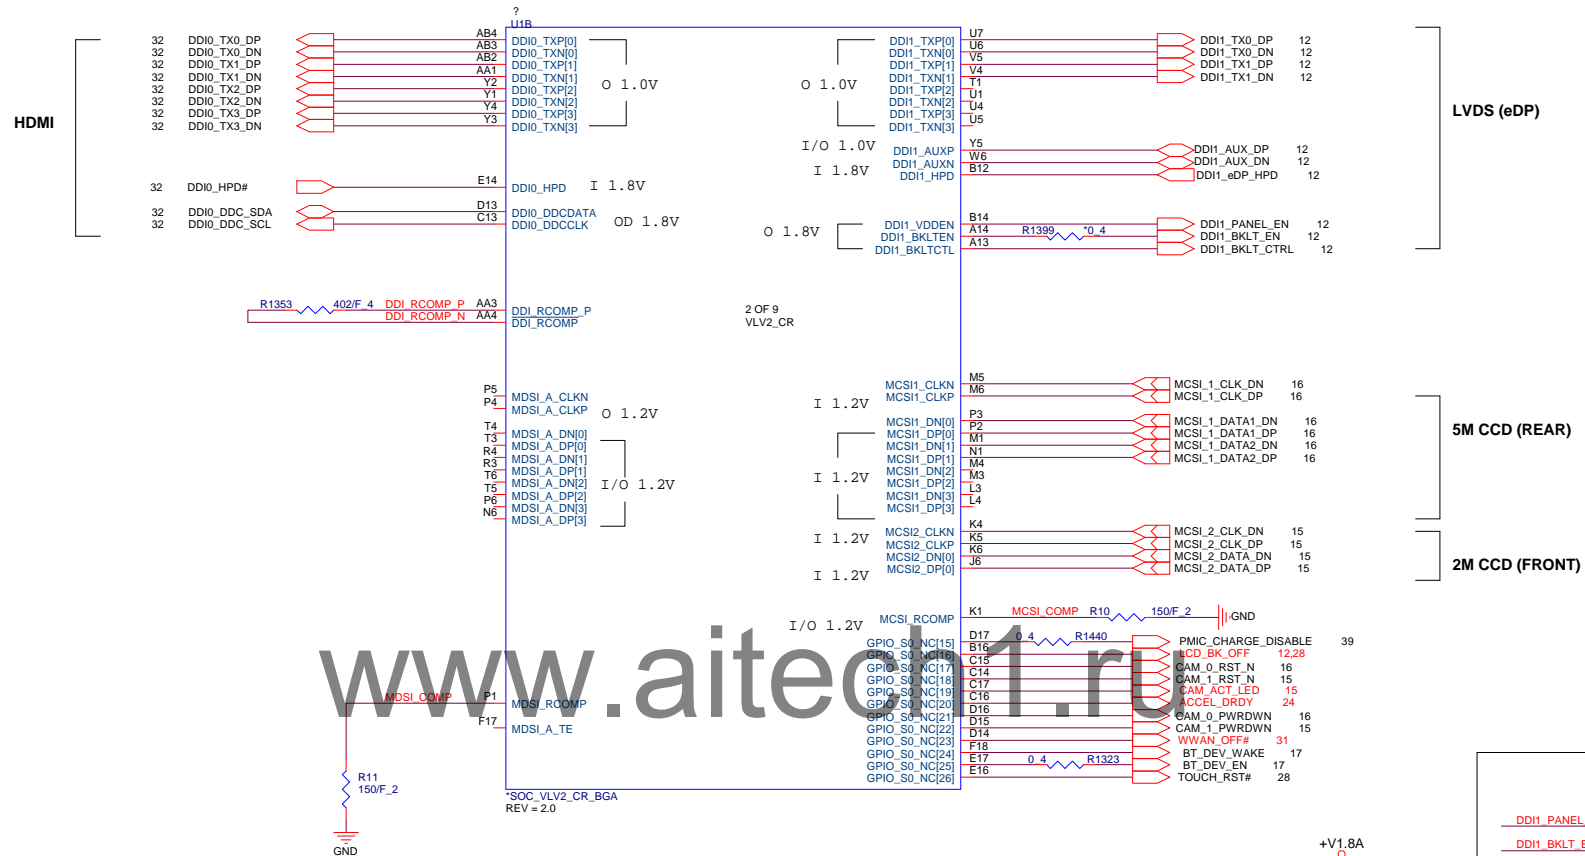 ?
U1B
HDMI
32 DDI0_TX0_DP AB4 DDI0_TXP[0]
32 DDI0_TX0_DN AB3 DDI0_TXN[0]
32 DDI0_TX1_DP AB2 DDI0_TXP[1]
32 DDI0_TX1_DN AA1 DDI0_TXN[1]
32 DDI0_TX2_DP Y2 DDI0_TXP[2]
32 DDI0_TX2_DN Y1 DDI0_TXN[2]
32 DDI0_TX3_DP Y4 DDI0_TXP[3]
32 DDI0_TX3_DN Y3 DDI0_TXN[3]
O 1.0V
32 DDI0_HPD# E14 DDI0_HPD I 1.8V
32 DDI0_DDC_SDA D13 DDI0_DDCDATA
32 DDI0_DDC_SCL C13 DDI0_DDCCLK
OD 1.8V
R1353 402/F_4 DDI_RCOMP_P AA3 DDI_RCOMP_P
DDI_RCOMP_N AA4 DDI_RCOMP
2 OF 9
VLV2_CR
P5 MDSI_A_CLKN
P4 MDSI_A_CLKP
O 1.2V
T4 MDSI_A_DN[0]
T3 MDSI_A_DP[0]
R4 MDSI_A_DN[1]
R3 MDSI_A_DP[1]
T6 MDSI_A_DN[2]
T5 MDSI_A_DP[2]
P6 MDSI_A_DN[3]
N6 MDSI_A_DP[3]
I/O 1.2V
MDSI_COMP P1 MDSI_RCOMP
F17 MDSI_A_TE
R11
150/F_2
GND
*SOC_VLV2_CR_BGA
REV = 2.0
O 1.0V
DDI1_TXP[0] U7 DDI1_TX0_DP 12
DDI1_TXN[0] U6 DDI1_TX0_DN 12
DDI1_TXP[1] V5 DDI1_TX1_DP 12
DDI1_TXN[1] V4 DDI1_TX1_DN 12
DDI1_TXP[2] T1
DDI1_TXN[2] U1
DDI1_TXP[3] U4
DDI1_TXN[3] U5
LVDS (eDP)
I/O 1.0V
DDI1_AUXP Y5 DDI1_AUX_DP 12
DDI1_AUXN W6 DDI1_AUX_DN 12
I 1.8V
DDI1_HPD B12 DDI1_eDP_HPD 12
O 1.8V
DDI1_VDDEN B14 DDI1_PANEL_EN 12
DDI1_BKLTEN A14 R1399 *0_4 DDI1_BKLT_EN 12
DDI1_BKLTCTL A13 DDI1_BKLT_CTRL 12
MCSI1_CLKN M5 MCSI_1_CLK_DN 16
MCSI1_CLKP M6 MCSI_1_CLK_DP 16
I 1.2V
MCSI1_DN[0] P3 MCSI_1_DATA1_DN 16
MCSI1_DP[0] P2 MCSI_1_DATA1_DP 16
MCSI1_DN[1] M1 MCSI_1_DATA2_DN 16
MCSI1_DP[1] N1 MCSI_1_DATA2_DP 16
MCSI1_DN[2] M4
MCSI1_DP[2] M3
MCSI1_DN[3] L3
MCSI1_DP[3] L4
I 1.2V
5M CCD (REAR)
MCSI2_CLKN K4 MCSI_2_CLK_DN 15
MCSI2_CLKP K5 MCSI_2_CLK_DP 15
I 1.2V
MCSI2_DN[0] K6 MCSI_2_DATA_DN 15
MCSI2_DP[0] J6 MCSI_2_DATA_DP 15
I 1.2V
2M CCD (FRONT)
I/O 1.2V
MCSI_RCOMP K1 MCSI_COMP R10 150/F_2 GND
GPIO_S0_NC[15] D17 0_4 R1440 PMIC_CHARGE_DISABLE 39
GPIO_S0_NC[16] B16 LCD_BK_OFF 12,28
GPIO_S0_NC[17] C15 CAM_0_RST_N 16
GPIO_S0_NC[18] C14 CAM_1_RST_N 15
GPIO_S0_NC[19] C17 CAM_ACT_LED 15
GPIO_S0_NC[20] C16 ACCEL_DRDY 24
GPIO_S0_NC[21] D16 CAM_0_PWRDWN 16
GPIO_S0_NC[22] D15 CAM_1_PWRDWN 15
GPIO_S0_NC[23] D14 WWAN_OFF# 31
GPIO_S0_NC[24] F18 BT_DEV_WAKE 17
GPIO_S0_NC[25] E17 0_4 R1323 BT_DEV_EN 17
GPIO_S0_NC[26] E16 TOUCH_RST# 28
www.aitech1.ru
+V1.8A
DDI1_PANEL_
DDI1_BKLT_E